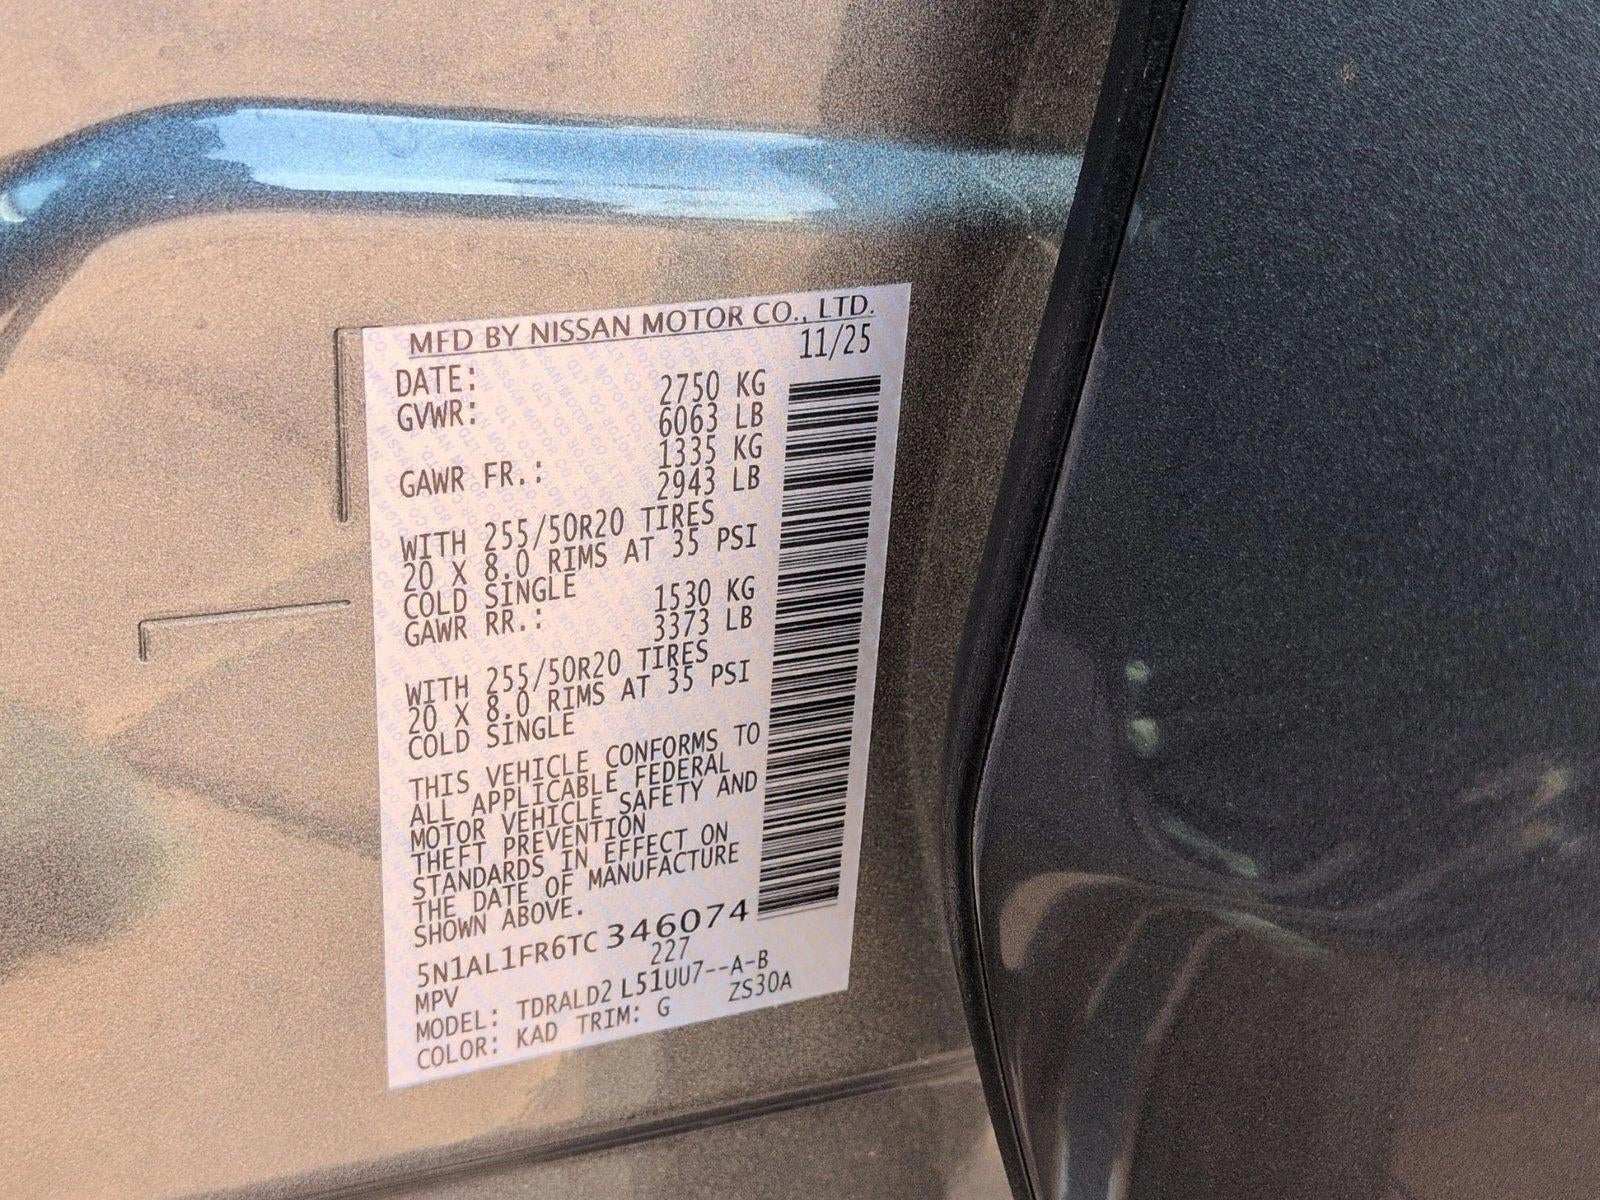 MFD BY NISSAN MOTOR CO., LTD.
DATE: 11/25
GVWR: 2750 KG
6063 LB
GAWR FR.: 1335 KG
2943 LB
WITH 255/50R20 TIRES
20 X 8.0 RIMS AT 35 PSI
COLD SINGLE
GAWR RR.: 1530 KG
3373 LB
WITH 255/50R20 TIRES
20 X 8.0 RIMS AT 35 PSI
COLD SINGLE
THIS VEHICLE CONFORMS TO
ALL APPLICABLE FEDERAL
MOTOR VEHICLE SAFETY AND
THEFT PREVENTION
STANDARDS IN EFFECT ON
THE DATE OF MANUFACTURE
SHOWN ABOVE.
5N1AL1FR6TC346074
MPV 227
MODEL: TDRALD2 L51UU7--A-B
COLOR: KAD TRIM: G ZS30A